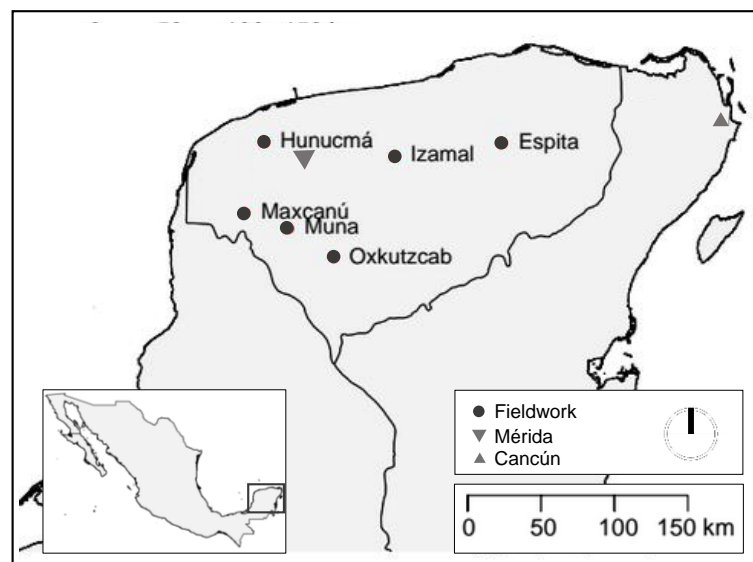 Hunucmá
Espita
Izamal
Maxcanú
Muna
Oxkutzcab
Fieldwork
Mérida
Cancún
0 50 100 150 km